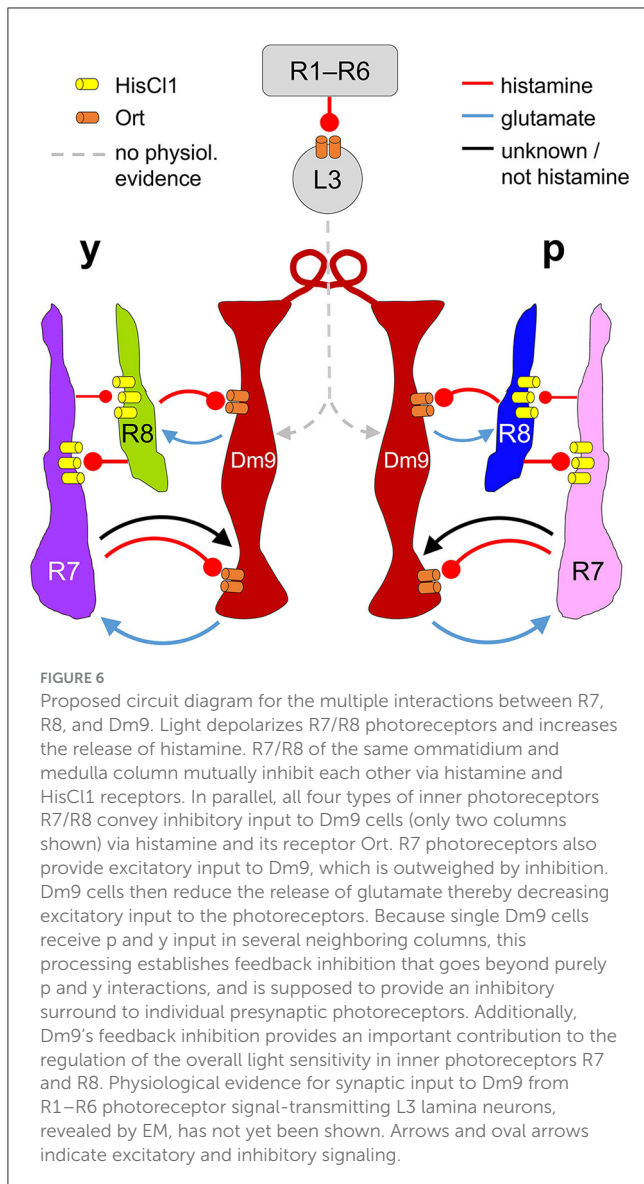 R1–R6
HisCl1
Ort
no physiol.
evidence
histamine
glutamate
unknown /
not histamine
L3
y
p
R8
R8
Dm9
Dm9
R7
R7
FIGURE 6
Proposed circuit diagram for the multiple interactions between R7,
R8, and Dm9. Light depolarizes R7/R8 photoreceptors and increases
the release of histamine. R7/R8 of the same ommatidium and
medulla column mutually inhibit each other via histamine and
HisCl1 receptors. In parallel, all four types of inner photoreceptors
R7/R8 convey inhibitory input to Dm9 cells (only two columns
shown) via histamine and its receptor Ort. R7 photoreceptors also
provide excitatory input to Dm9, which is outweighed by inhibition.
Dm9 cells then reduce the release of glutamate thereby decreasing
excitatory input to the photoreceptors. Because single Dm9 cells
receive p and y input in several neighboring columns, this
processing establishes feedback inhibition that goes beyond purely
p and y interactions, and is supposed to provide an inhibitory
surround to individual presynaptic photoreceptors. Additionally,
Dm9's feedback inhibition provides an important contribution to the
regulation of the overall light sensitivity in inner photoreceptors R7
and R8. Physiological evidence for synaptic input to Dm9 from
R1–R6 photoreceptor signal-transmitting L3 lamina neurons,
revealed by EM, has not yet been shown. Arrows and oval arrows
indicate excitatory and inhibitory signaling.